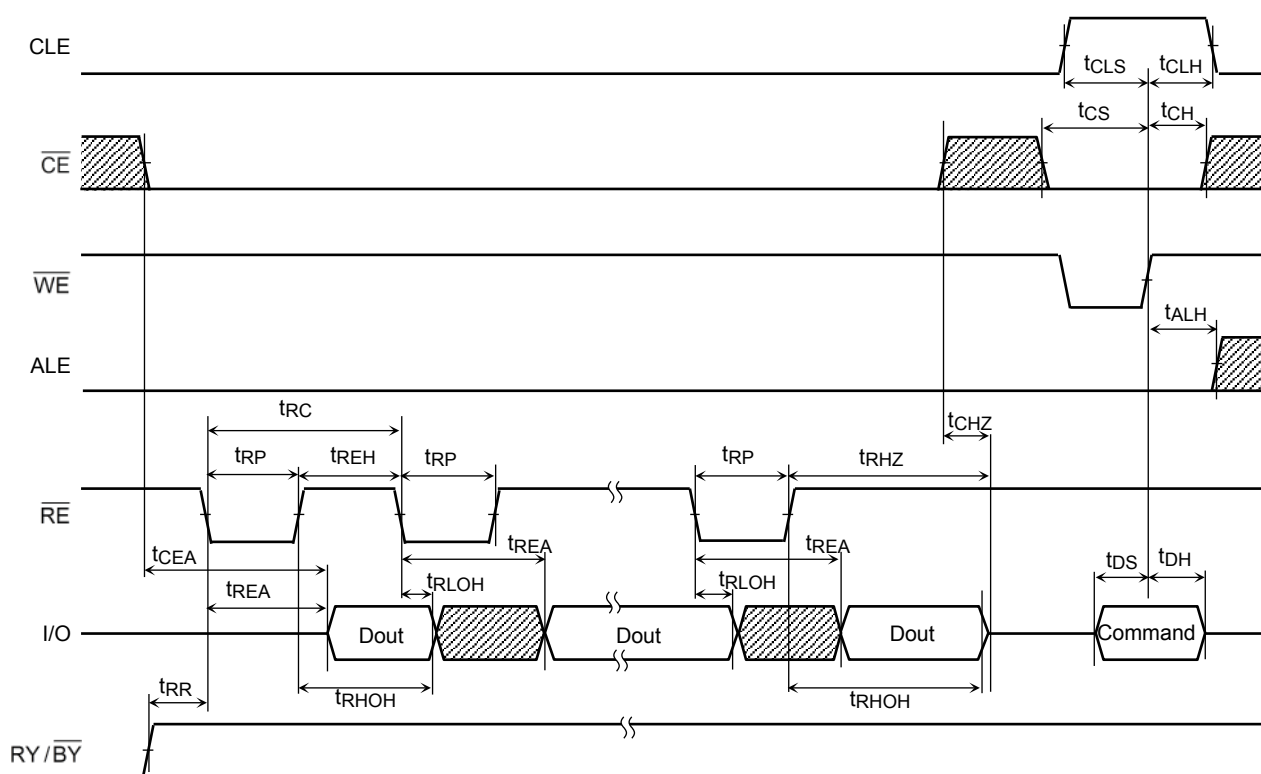 CLE
tCLS tCLH
tCS tCH
CE
WE
tALH
ALE
tRC
tCHZ
tRP tREH tRP tRP tRHZ
RE
tCEA tREA tREA
tREA tRLOH tRLOH tDS tDH
I/O Dout Dout Dout Command
tRR tRHOH tRHOH
RY/BY